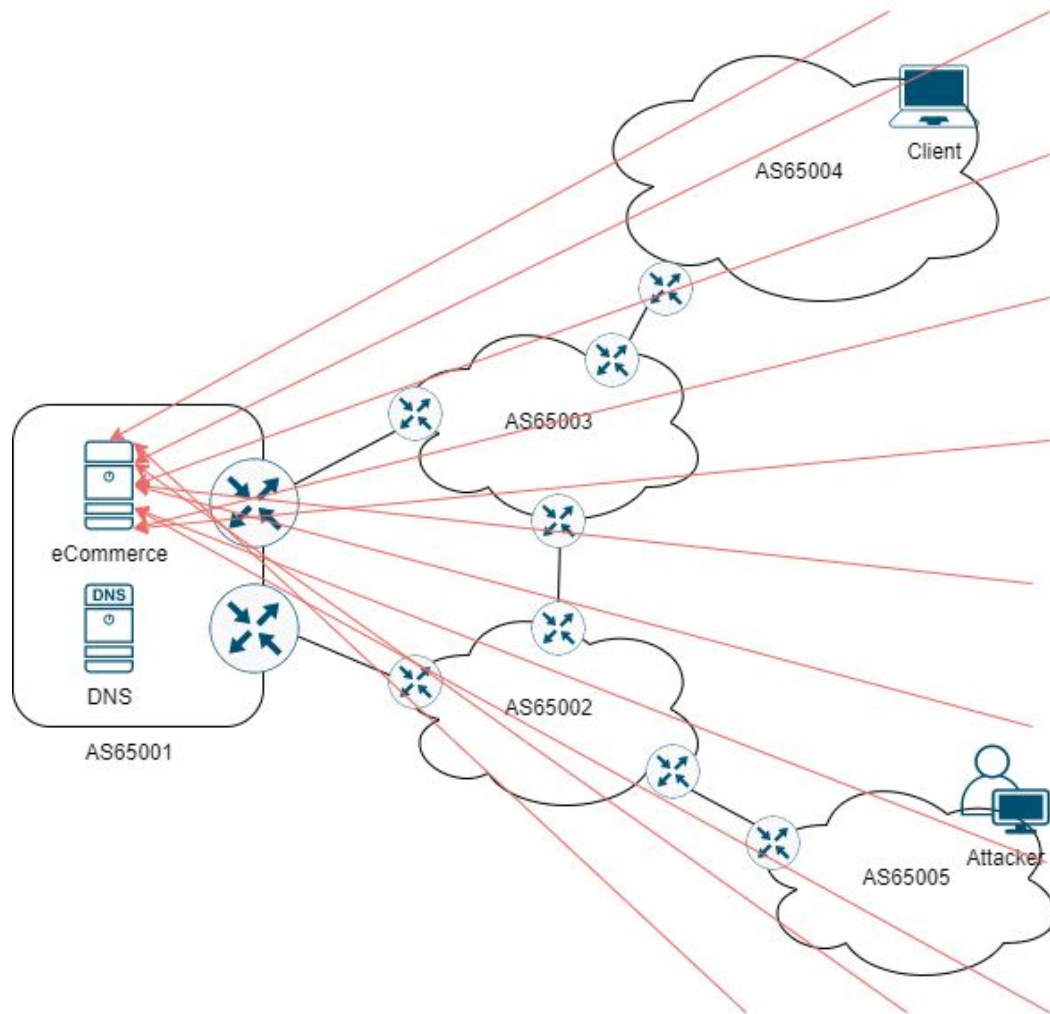 Client
AS65004
AS65003
eCommerce
DNS
DNS
AS65001
AS65002
Attacker
AS65005